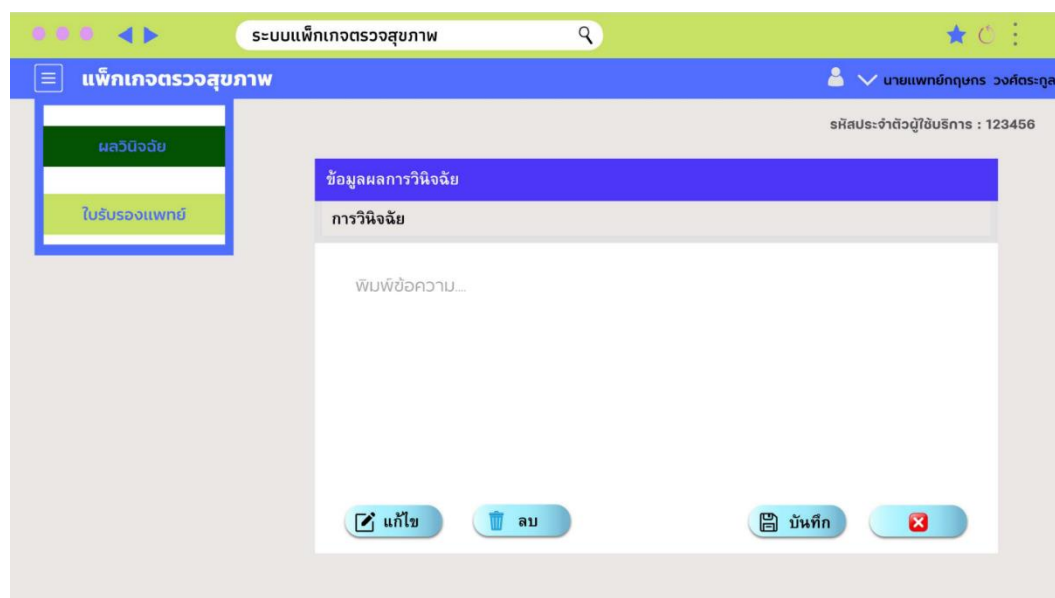 ระบบแพ็กเกจตรวจสุขภาพ
แพ็กเกจตรวจสุขภาพ
นายแพทย์กฤษกร วงศ์ตระกูล
รหัสประจำตัวผู้ใช้บริการ : 123456
ผลวินิจฉัย
ใบรับรองแพทย์
ข้อมูลผลการวินิจฉัย
การวินิจฉัย
พิมพ์ข้อความ...
แก้ไข
ลบ
บันทึก